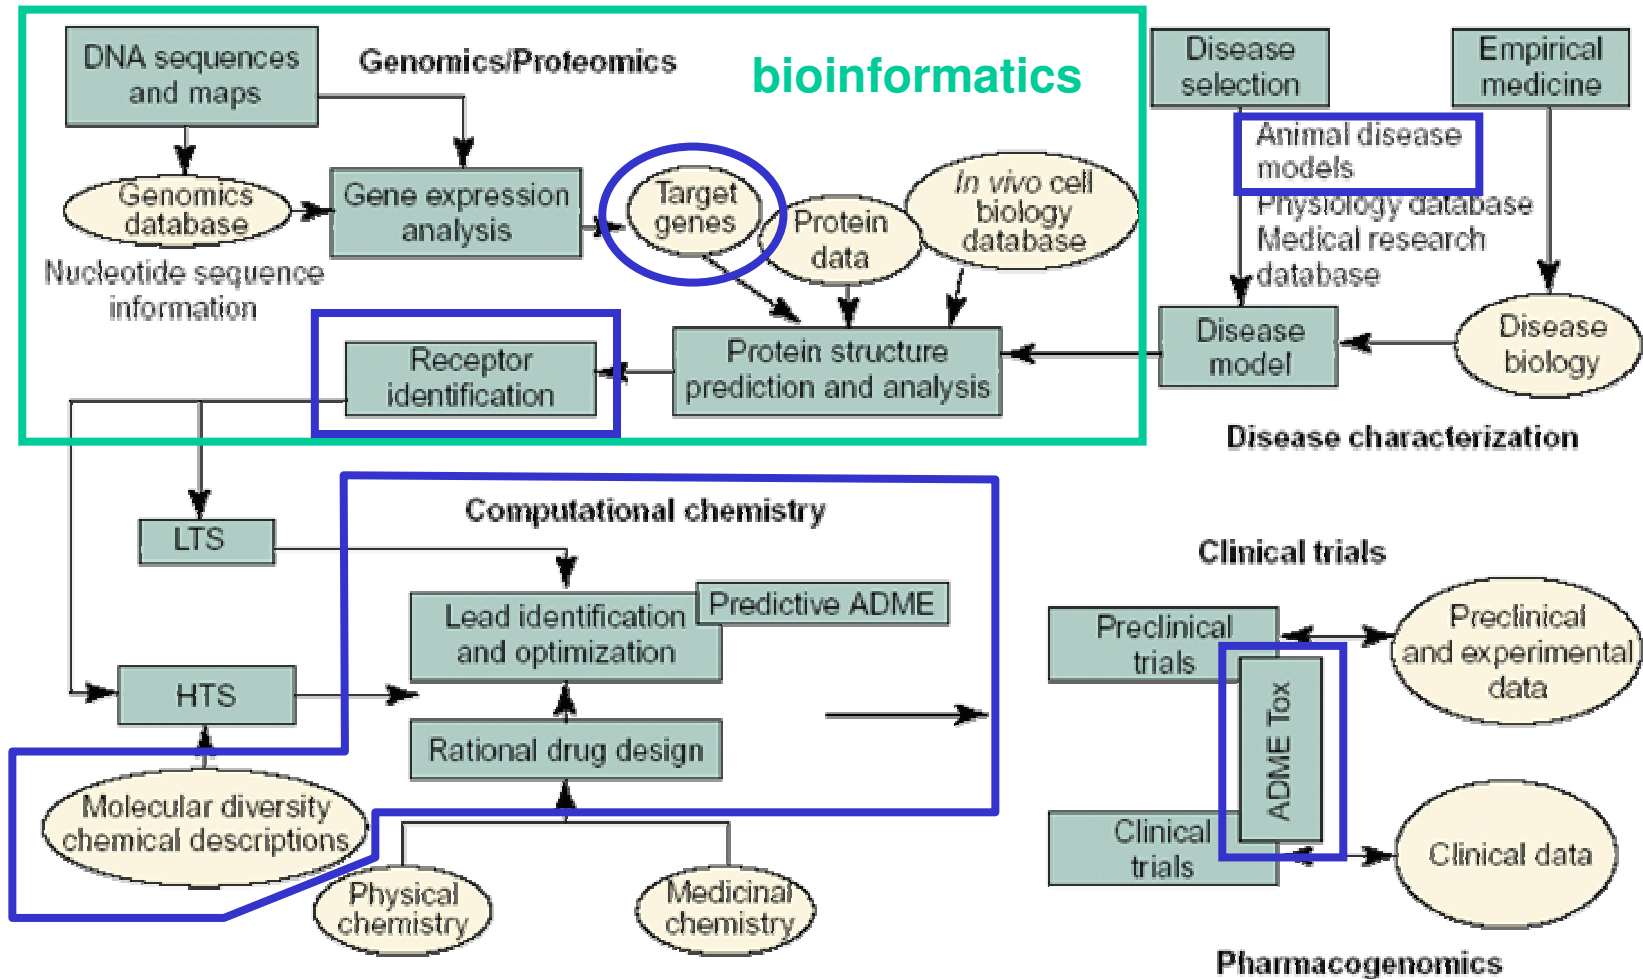 DNA sequences
and maps
Genomics/Proteomics
bioinformatics
Disease
selection
Empirical
medicine
Animal disease
models
Physiology database
Medical research
database
Genomics
database
Gene expression
analysis
Target
genes
Protein
data
In vivo cell
biology
database
Nucleotide sequence
information
Receptor
identification
Protein structure
prediction and analysis
Disease
model
Disease
biology
Disease characterization
Computational chemistry
LTS
Lead identification
and optimization
Predictive ADME
HTS
Rational drug design
Molecular diversity
chemical descriptions
Physical
chemistry
Medicinal
chemistry
Clinical trials
Preclinical
trials
Preclinical
and experimental
data
ADME Tox
Clinical
trials
Clinical data
Pharmacogenomics